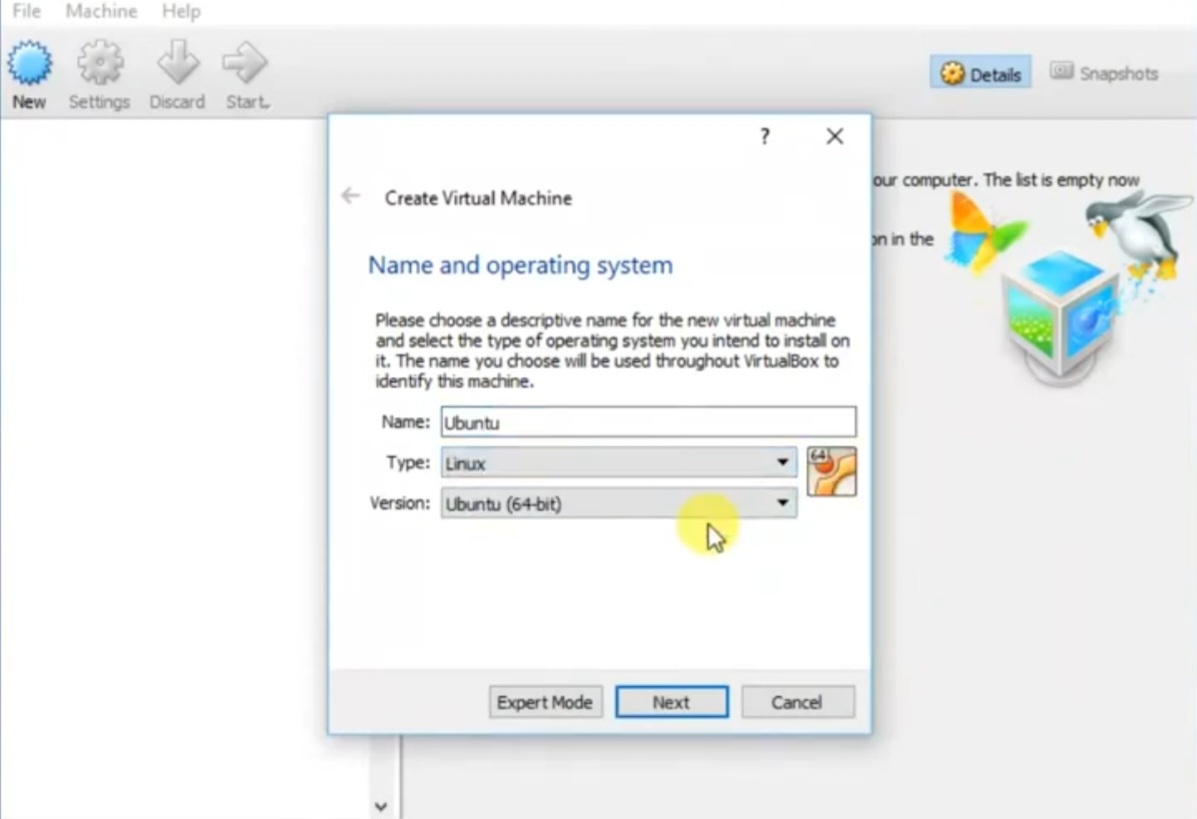 File Machine Help
New Settings Discard Start
Details Snapshots
our computer. The list is empty now
on in the
?
Create Virtual Machine
Name and operating system
Please choose a descriptive name for the new virtual machine
and select the type of operating system you intend to install on
it. The name you choose will be used throughout VirtualBox to
identify this machine.
Name: Ubuntu
Type: Linux
64
Version: Ubuntu (64-bit)
Expert Mode Next Cancel